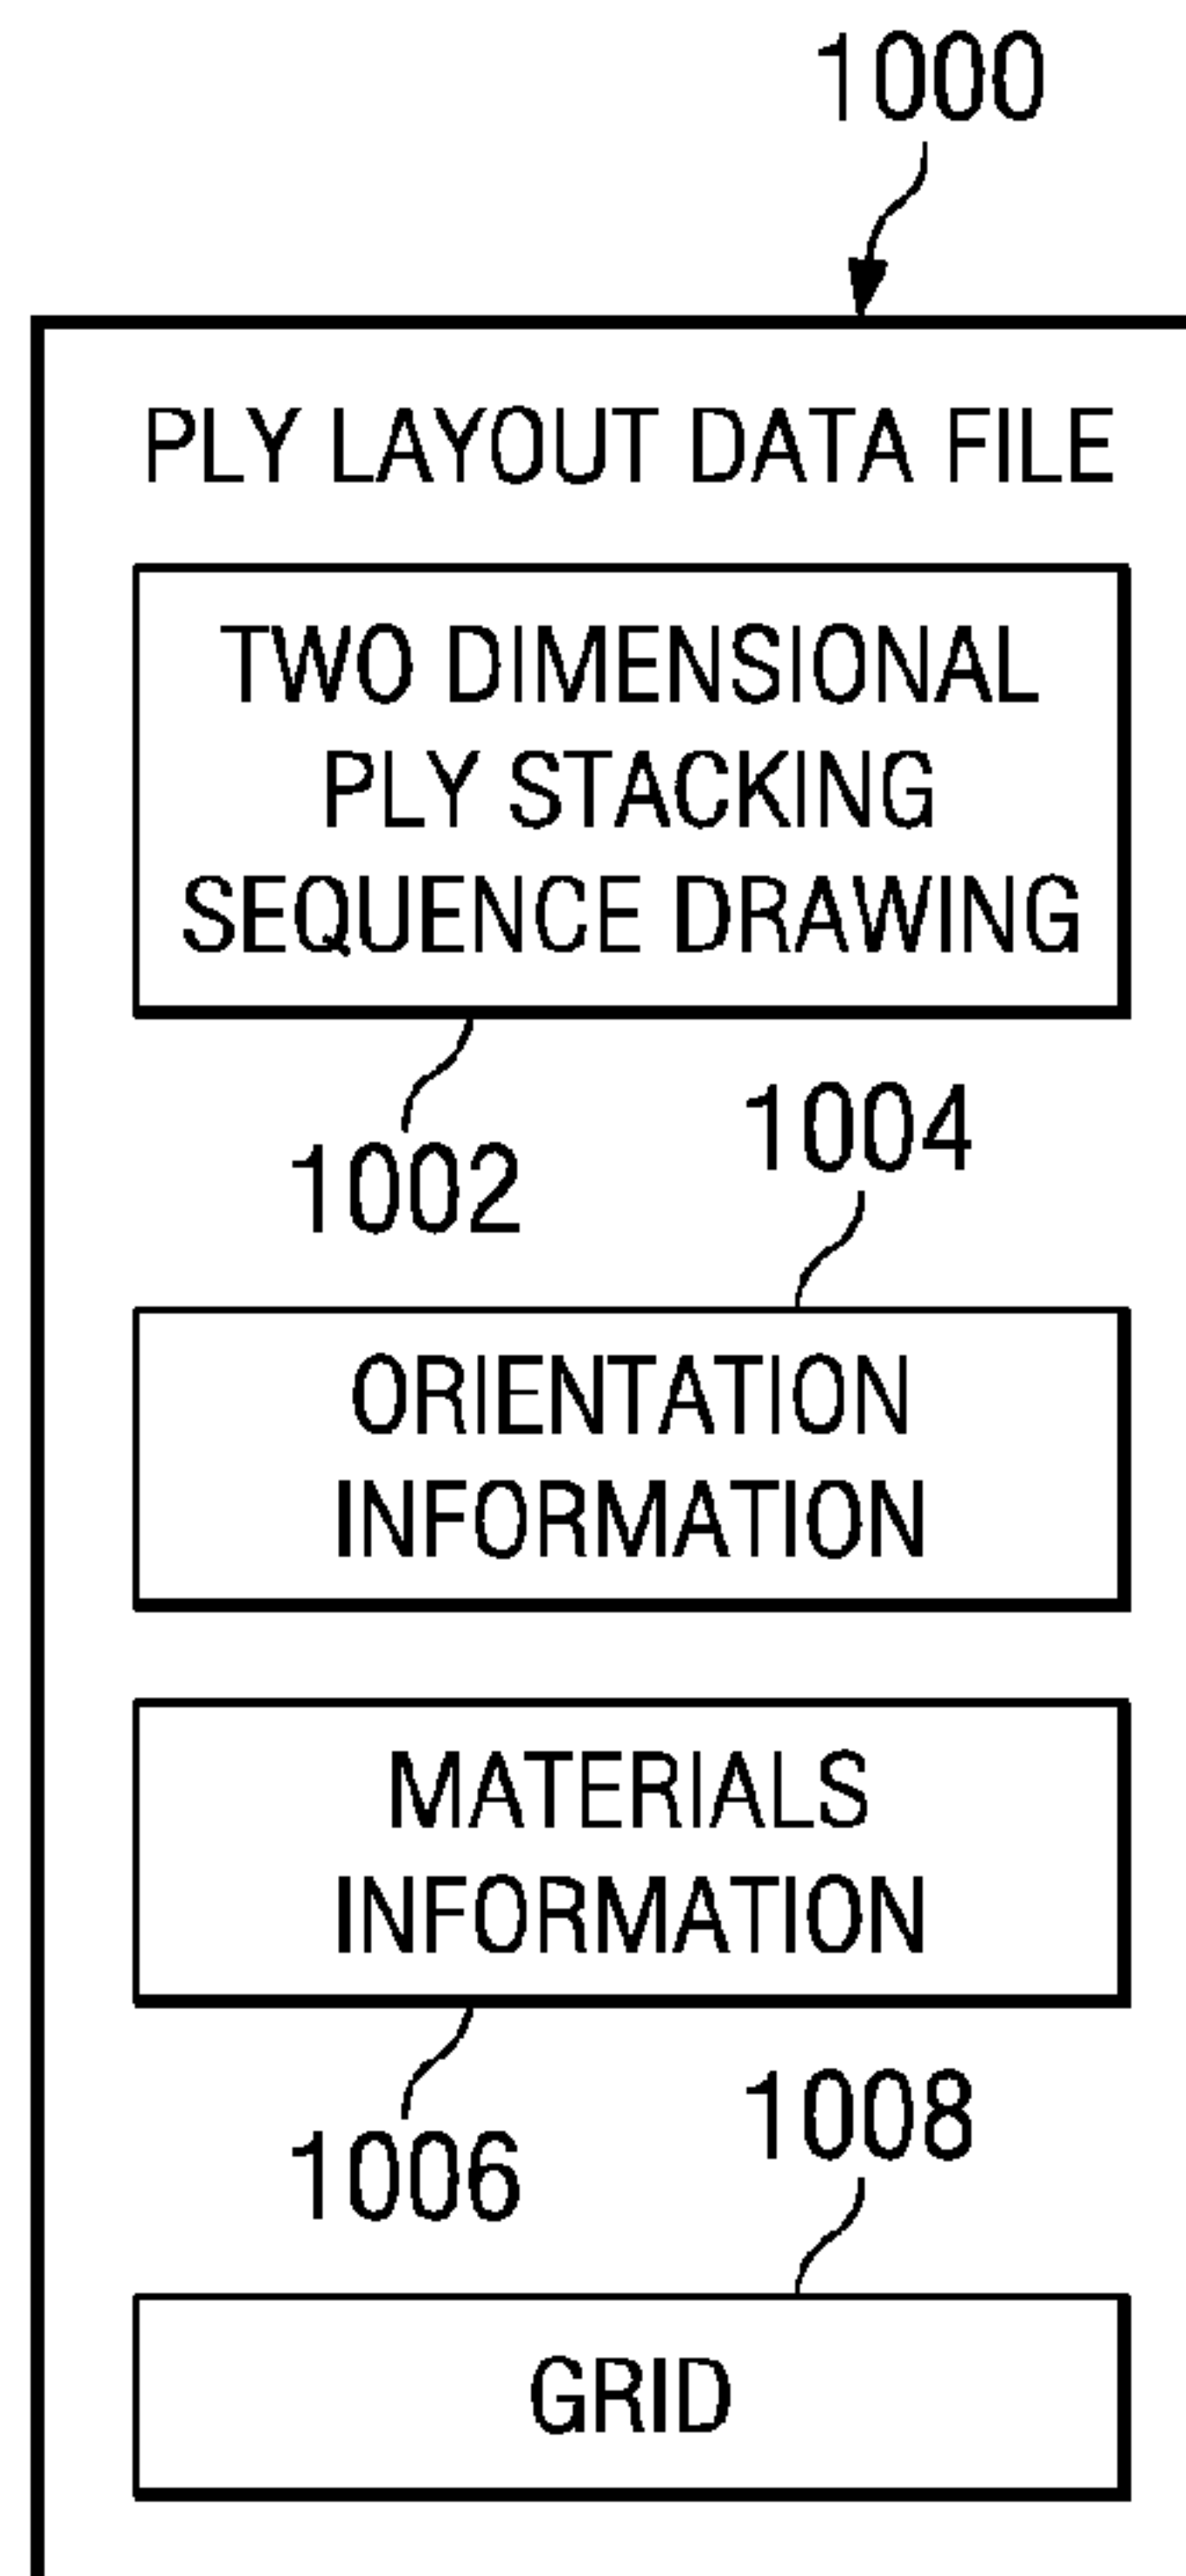 1000
PLY LAYOUT DATA FILE
TWO DIMENSIONAL
PLY STACKING
SEQUENCE DRAWING
1002
1004
ORIENTATION
INFORMATION
MATERIALS
INFORMATION
1006
1008
GRID